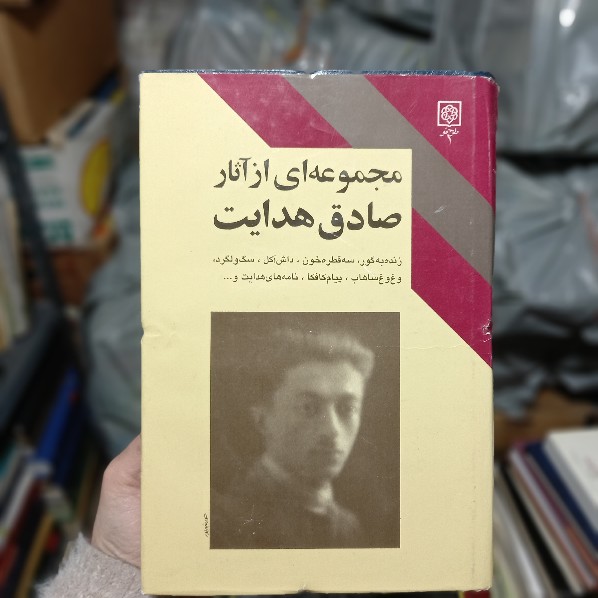 مجموعه‌ای از آثار
صادق هدایت
زنده‌به‌گور، سه‌قطره‌خون، داش‌آکل، سگ‌ولگرد،
وغ‌وغ‌ساهاب، پیام‌کافکا، نامه‌های‌هدایت و...